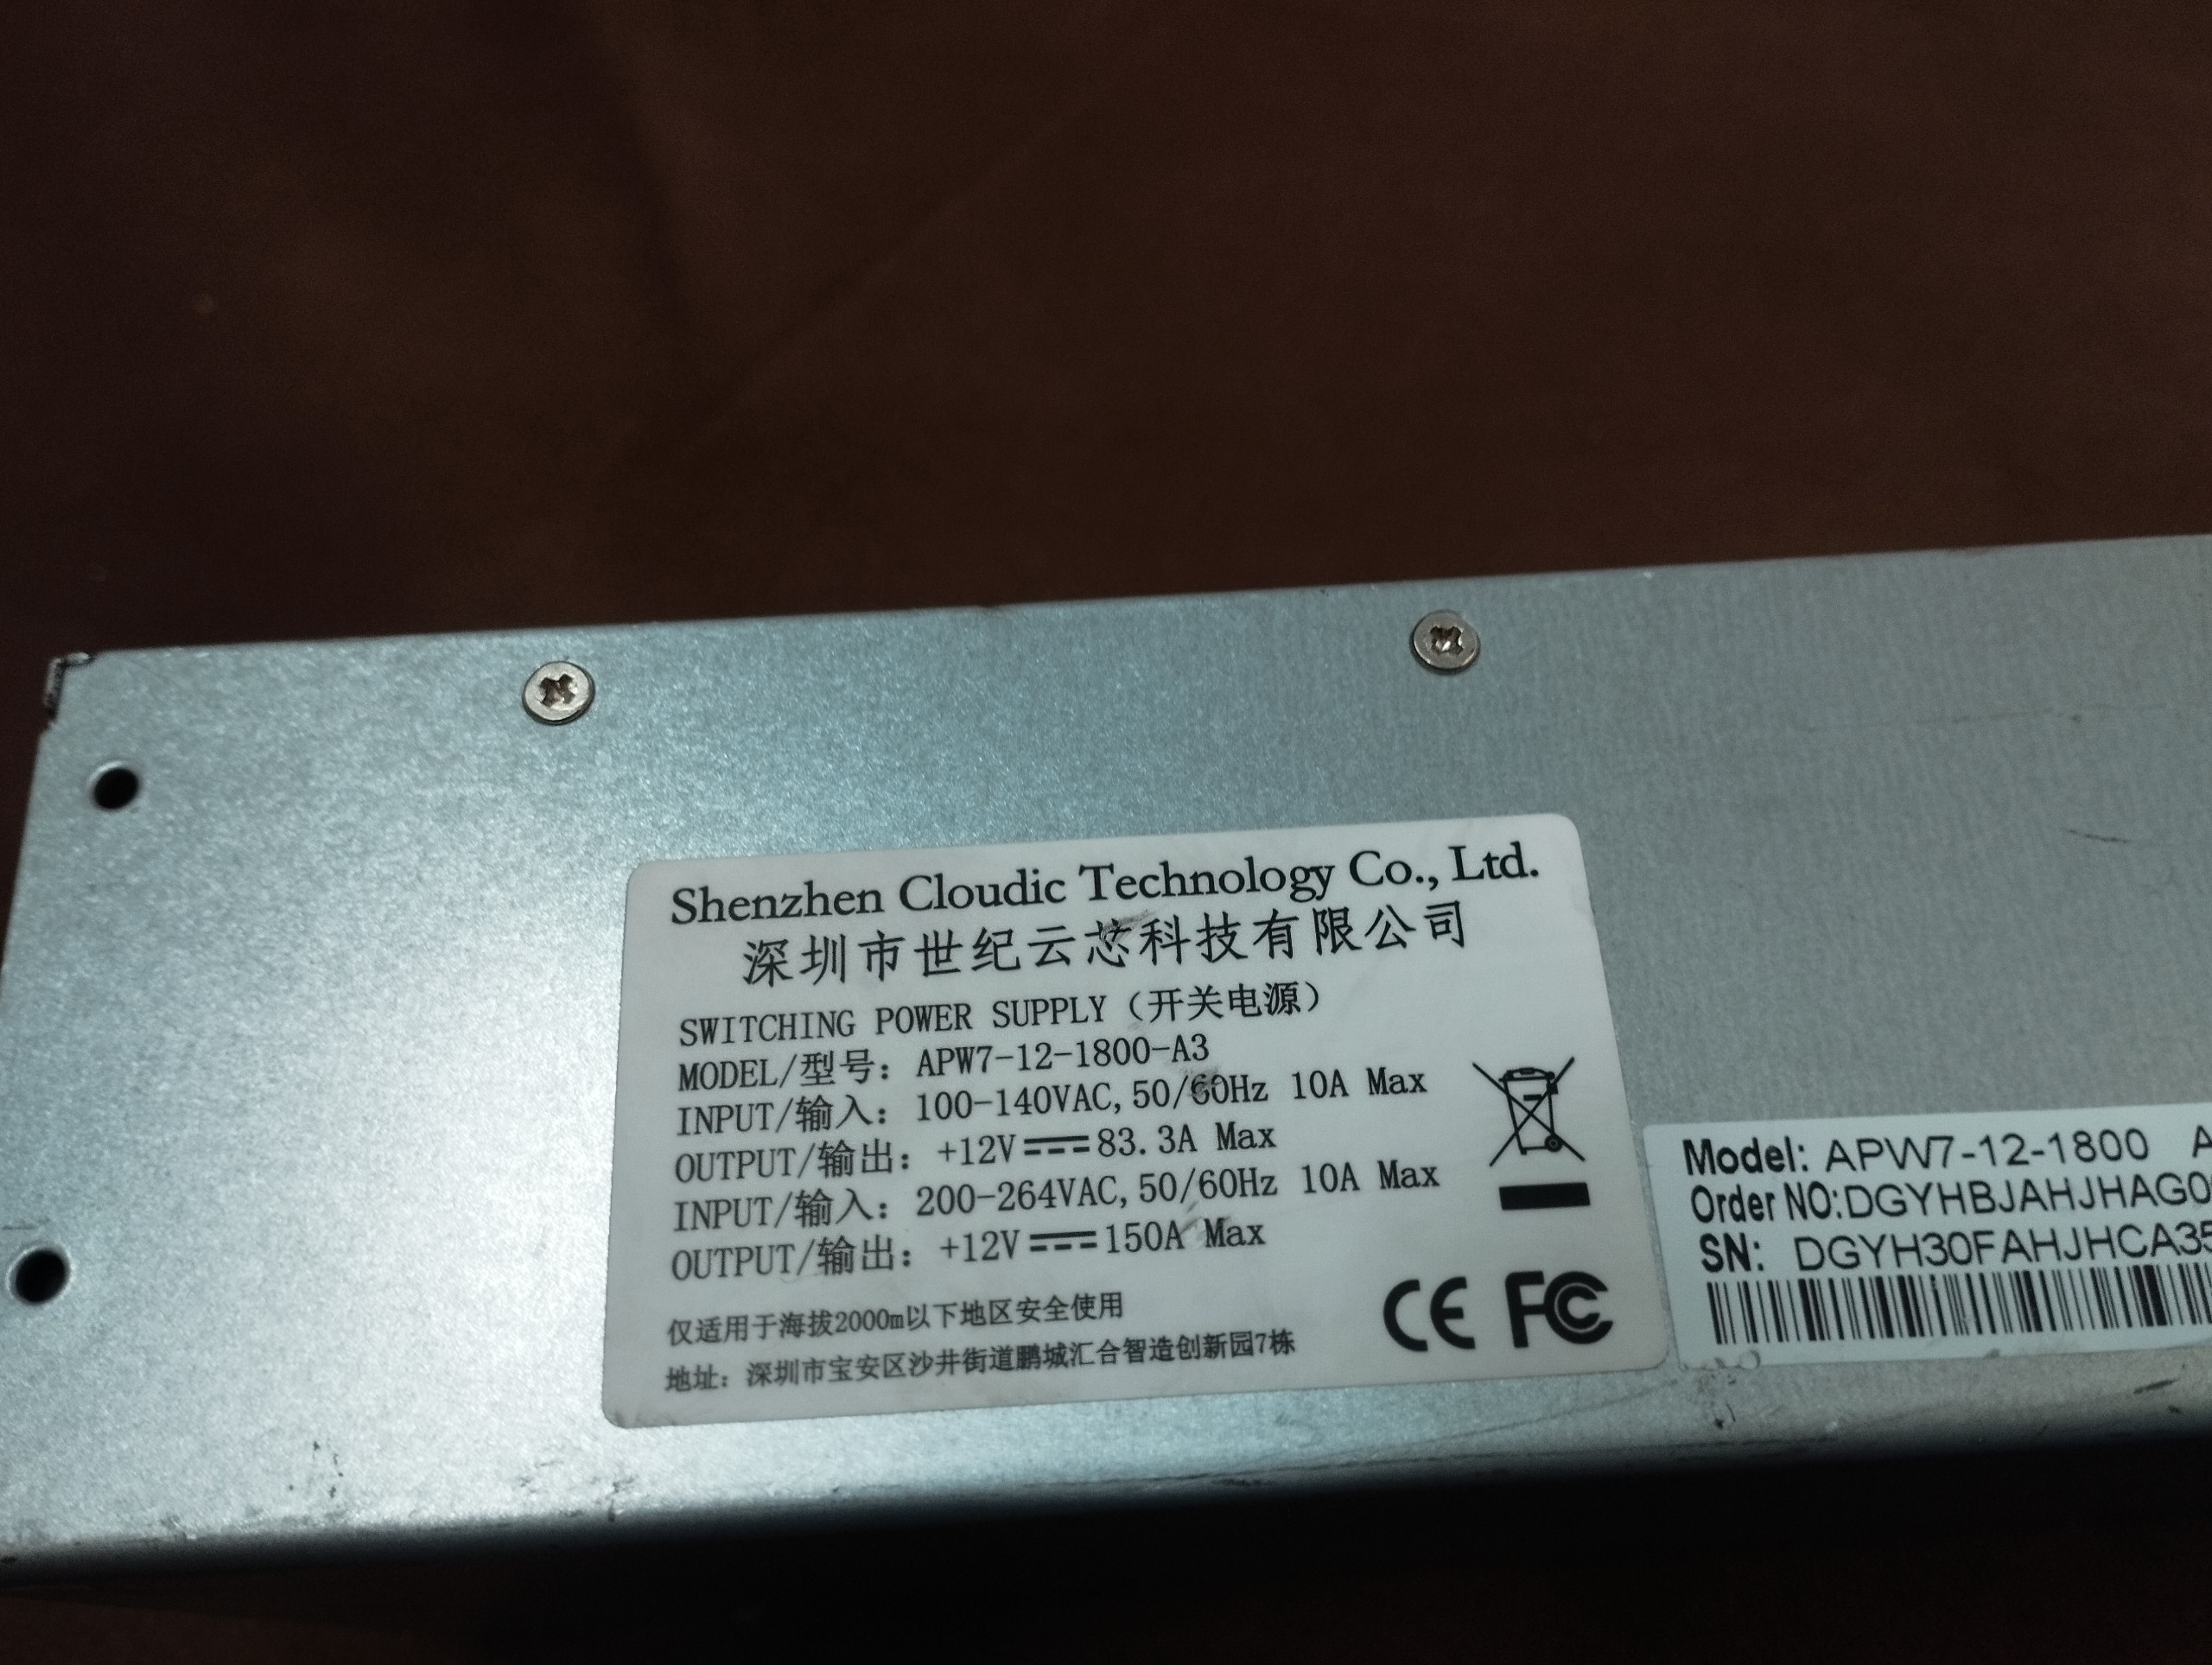 Shenzhen Cloudic Technology Co., Ltd.
深圳市世纪云芯科技有限公司
SWITCHING POWER SUPPLY（开关电源）
MODEL/型号：APW7-12-1800-A3
INPUT/输入：100-140VAC,50/60Hz 10A Max
OUTPUT/输出：+12V⎓83.3A Max
INPUT/输入：200-264VAC,50/60Hz 10A Max
OUTPUT/输出：+12V⎓150A Max
仅适用于海拔2000m以下地区安全使用
地址：深圳市宝安区沙井街道鹏城汇合智造创新园7栋
CE FC
Model: APW7-12-1800
Order NO:DGYHBJAHJHAG0
SN: DGYH30FAHJHCA35